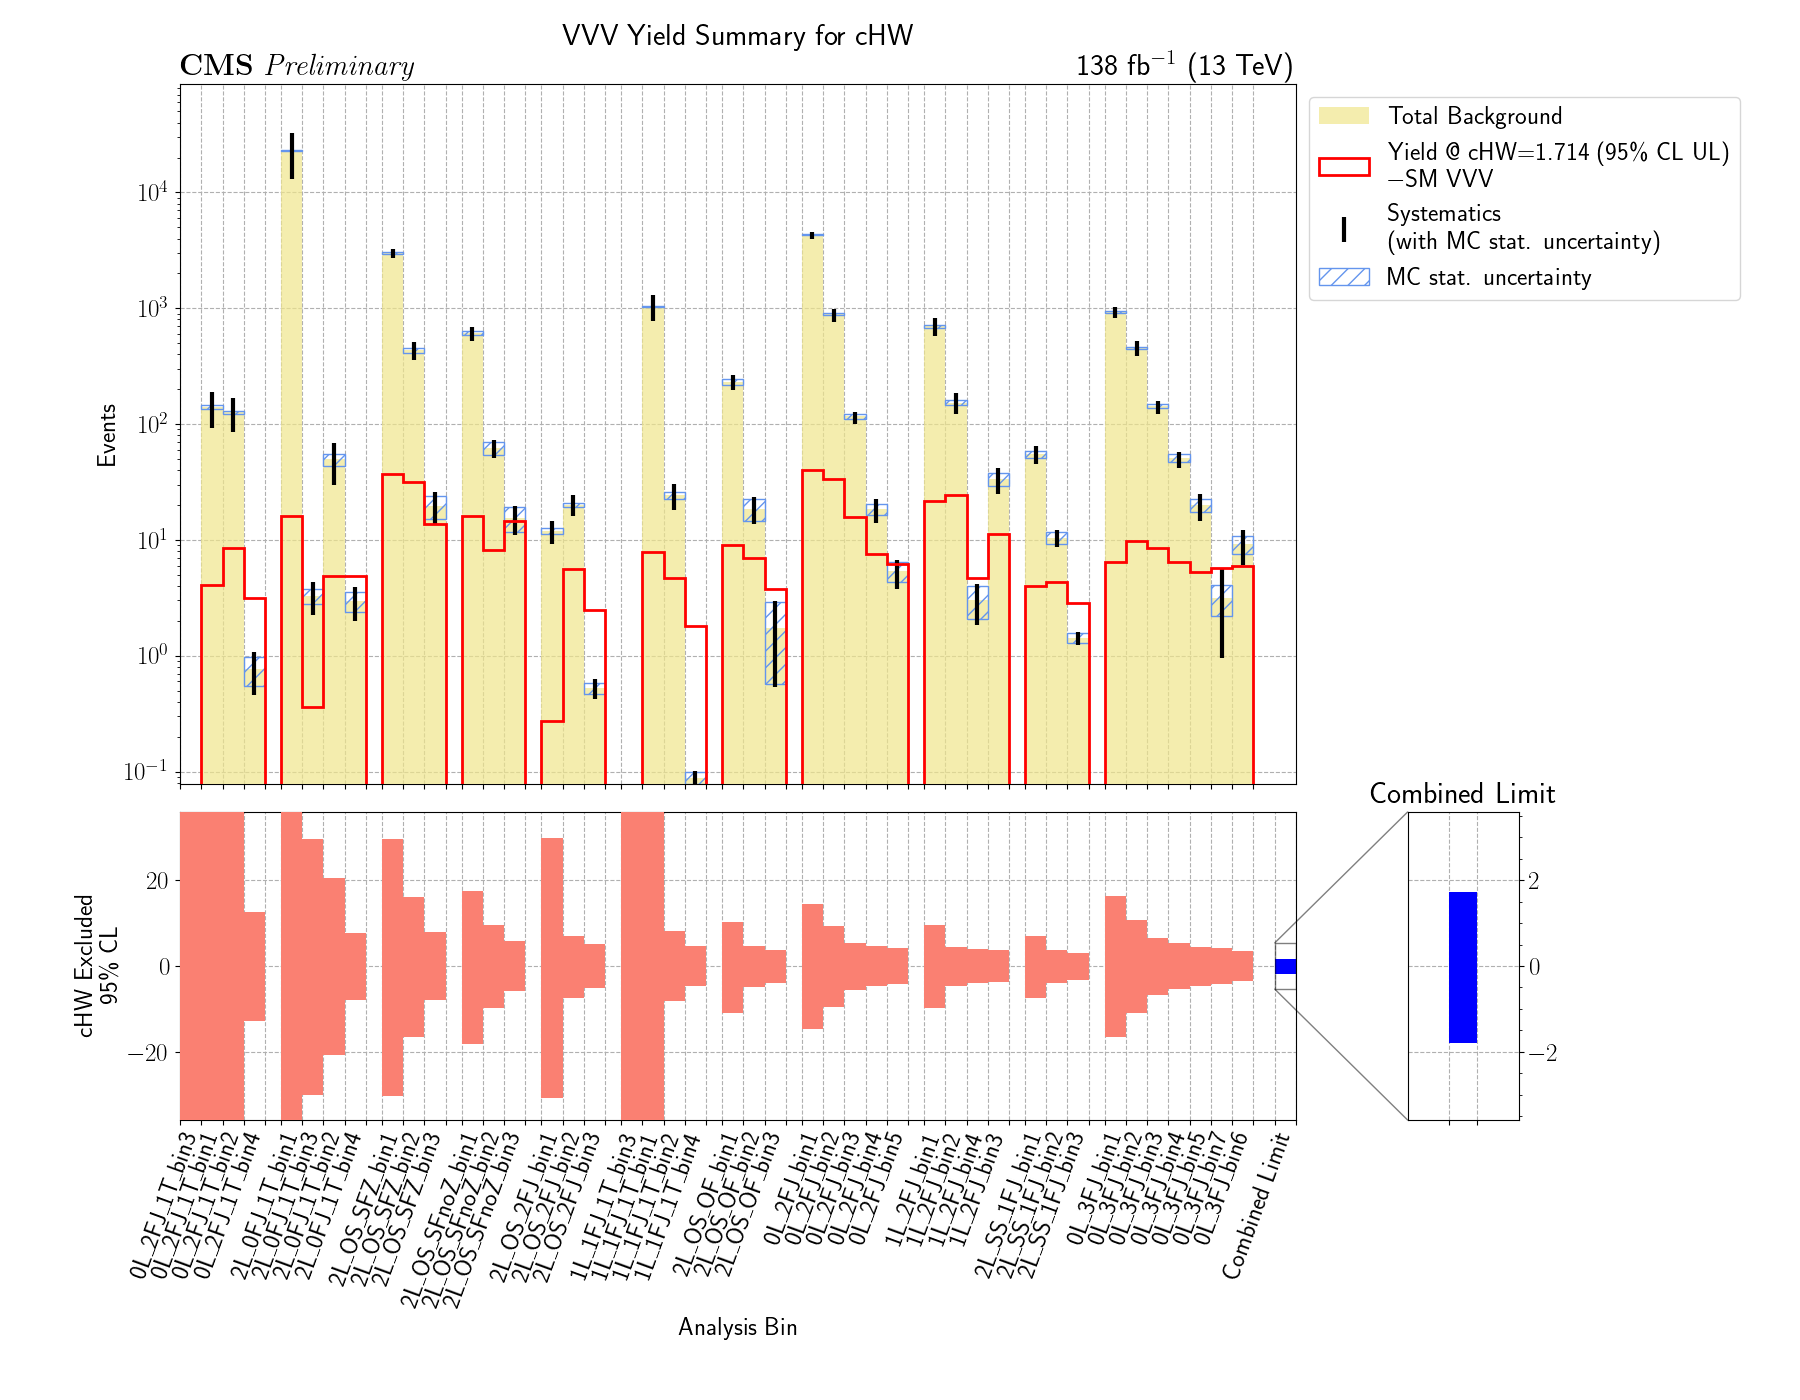 VVV Yield Summary for cHW
CMS Preliminary
138 fb⁻¹ (13 TeV)
Total Background
Yield @ cHW=1.714 (95% CL UL)
−SM VVV
Systematics
(with MC stat. uncertainty)
MC stat. uncertainty
Events
10⁴
10³
10²
10¹
10⁰
10⁻¹
cHW Excluded
95% CL
20
0
−20
Combined Limit
2
0
−2
0L_2FJ_1T_bin3
0L_2FJ_1T_bin1
0L_2FJ_1T_bin2
0L_2FJ_1T_bin4
2L_0FJ_1T_bin1
2L_0FJ_1T_bin3
2L_0FJ_1T_bin2
2L_0FJ_1T_bin4
2L_OS_SFZ_bin1
2L_OS_SFZ_bin2
2L_OS_SFZ_bin3
2L_OS_SFnoZ_bin1
2L_OS_SFnoZ_bin2
2L_OS_SFnoZ_bin3
2L_OS_2FJ_bin1
2L_OS_2FJ_bin2
2L_OS_2FJ_bin3
1L_1FJ_1T_bin3
1L_1FJ_1T_bin1
1L_1FJ_1T_bin2
1L_1FJ_1T_bin4
2L_OS_OF_bin1
2L_OS_OF_bin2
2L_OS_OF_bin3
0L_2FJ_bin1
0L_2FJ_bin2
0L_2FJ_bin3
0L_2FJ_bin4
0L_2FJ_bin5
1L_2FJ_bin1
1L_2FJ_bin2
1L_2FJ_bin4
1L_2FJ_bin3
2L_SS_1FJ_bin1
2L_SS_1FJ_bin2
2L_SS_1FJ_bin3
0L_3FJ_bin1
0L_3FJ_bin2
0L_3FJ_bin3
0L_3FJ_bin4
0L_3FJ_bin5
0L_3FJ_bin7
0L_3FJ_bin6
Combined Limit
Analysis Bin